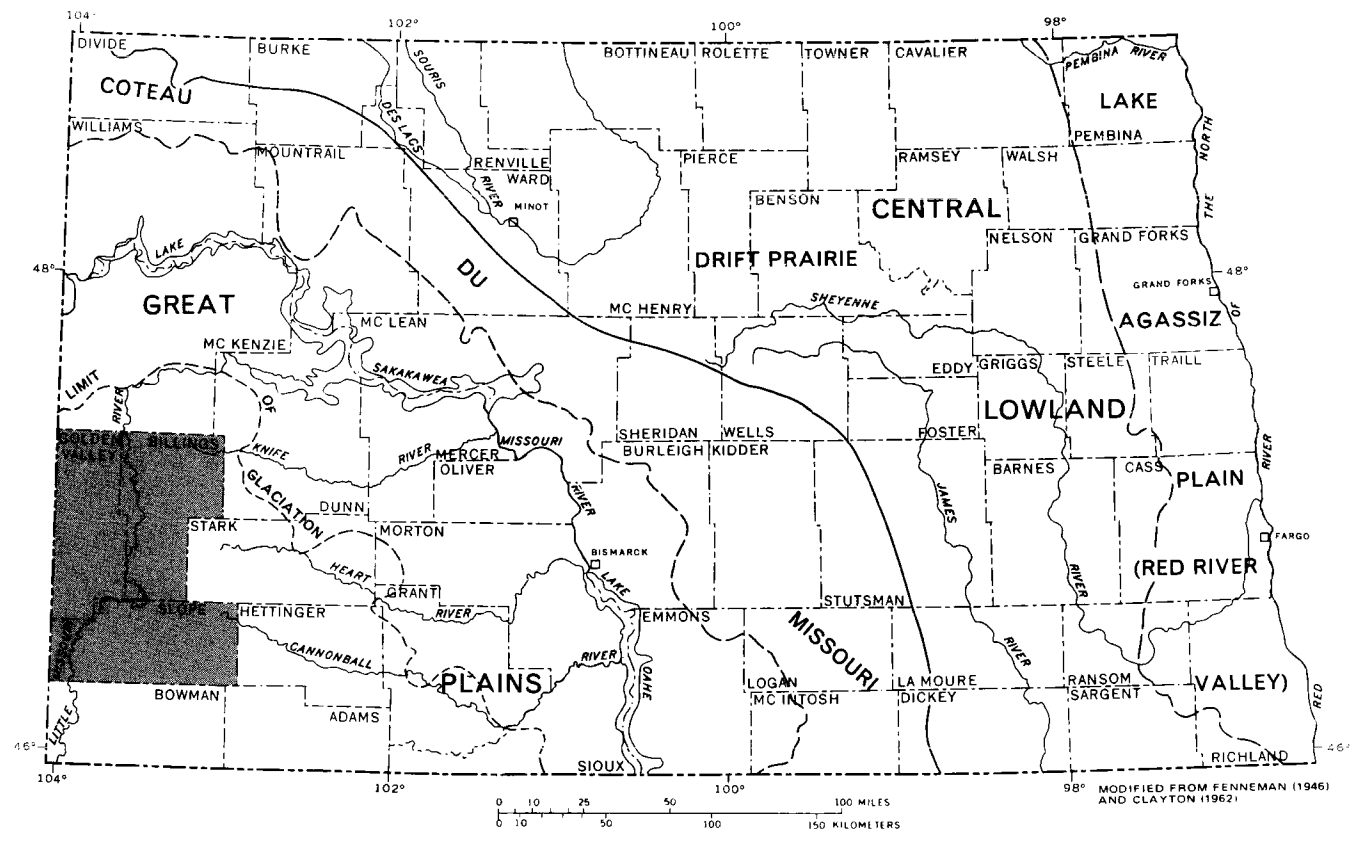 104°
102°
100°
98°
DIVIDE
BURKE
SOURIS
BOTTINEAU
ROLETTE
TOWNER
CAVALIER
PEMBINA RIVER
COTEAU
LAKE
DES LACS
WILLIAMS
PEMBINA
NORTH
MOUNTRAIL
RENVILLE
PIERCE
RAMSEY
WALSH
WARD
RIVER
MINOT
BENSON
CENTRAL
THE
NELSON
GRAND FORKS
LAKE
DRIFT PRAIRIE
48°
DU
48°
GRAND FORKS
GREAT
SHEYENNE
OF
MC HENRY
AGASSIZ
MC LEAN
MC KENZIE
EDDY
GRIGGS
STEELE
TRAILL
SAKAKAWEA
LIMIT
OF
RIVER
LOWLAND
GOLDEN
VALLEY
BILLINGS
KNIFE
RIVER
MERCER
OLIVER
MISSOURI
SHERIDAN
WELLS
FOSTER
BURLEIGH
KIDDER
RIVER
BARNES
CASS
GLACIATION
PLAIN
DUNN
RIVER
JAMES
STARK
MORTON
FARGO
BISMARCK
HEART
LAKE
RIVER
(RED RIVER
GRANT
SLOPE
HETTINGER
RIVER
EMMONS
STUTSMAN
MISSOURI
CANNONBALL
RIVER
RIVER
OAHE
PLAINS
LOGAN
MC INTOSH
LA MOURE
DICKEY
RANSOM
SARGENT
VALLEY)
BOWMAN
ADAMS
RED
LITTLE
MISSOURI
46°
46°
SIOUX
RICHLAND
104°
102°
100°
98°
MODIFIED FROM FENNEMAN (1946)
AND CLAYTON (1962)
0 10 25 50 100 MILES
0 10 50 100 150 KILOMETERS